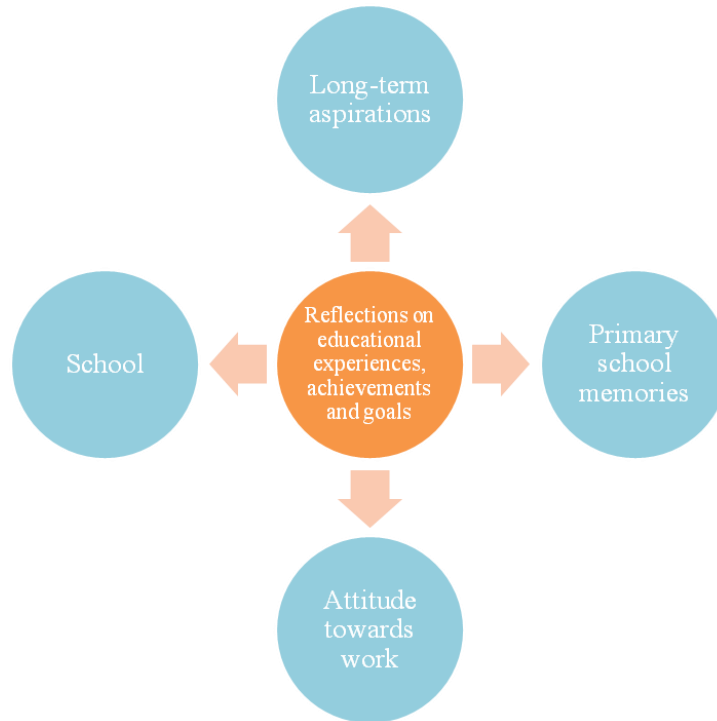 Long-term
aspirations
School
Reflections on
educational
experiences,
achievements
and goals
Primary
school
memories
Attitude
towards
work